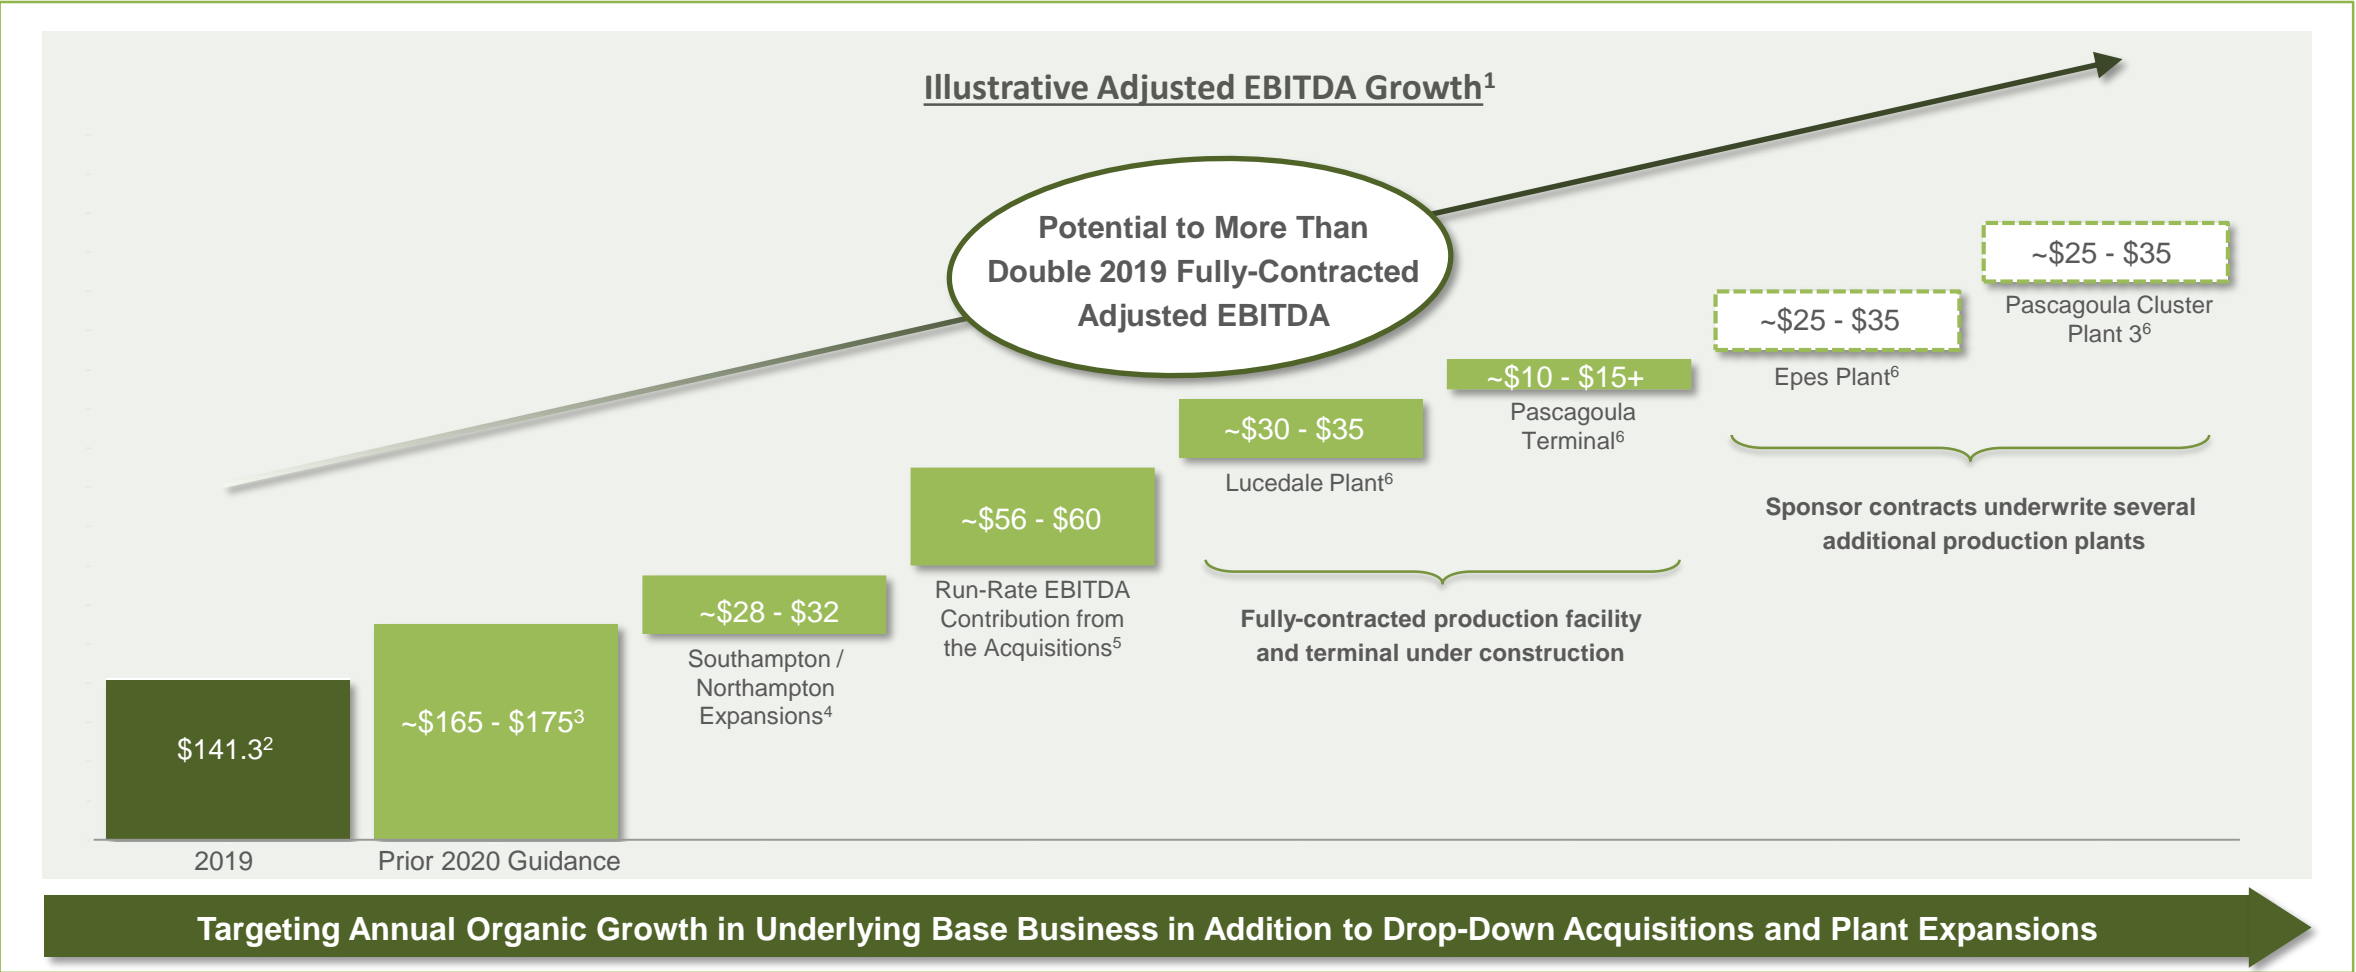 Illustrative Adjusted EBITDA Growth¹
Potential to More Than
Double 2019 Fully-Contracted
Adjusted EBITDA
$141.3²
2019
~$165 - $175³
Prior 2020 Guidance
~$28 - $32
Southampton /
Northampton
Expansions⁴
~$56 - $60
Run-Rate EBITDA
Contribution from
the Acquisitions⁵
~$30 - $35
Lucedale Plant⁶
~$10 - $15+
Pascagoula
Terminal⁶
Fully-contracted production facility
and terminal under construction
~$25 - $35
Epes Plant⁶
~$25 - $35
Pascagoula Cluster
Plant 3⁶
Sponsor contracts underwrite several
additional production plants
Targeting Annual Organic Growth in Underlying Base Business in Addition to Drop-Down Acquisitions and Plant Expansions